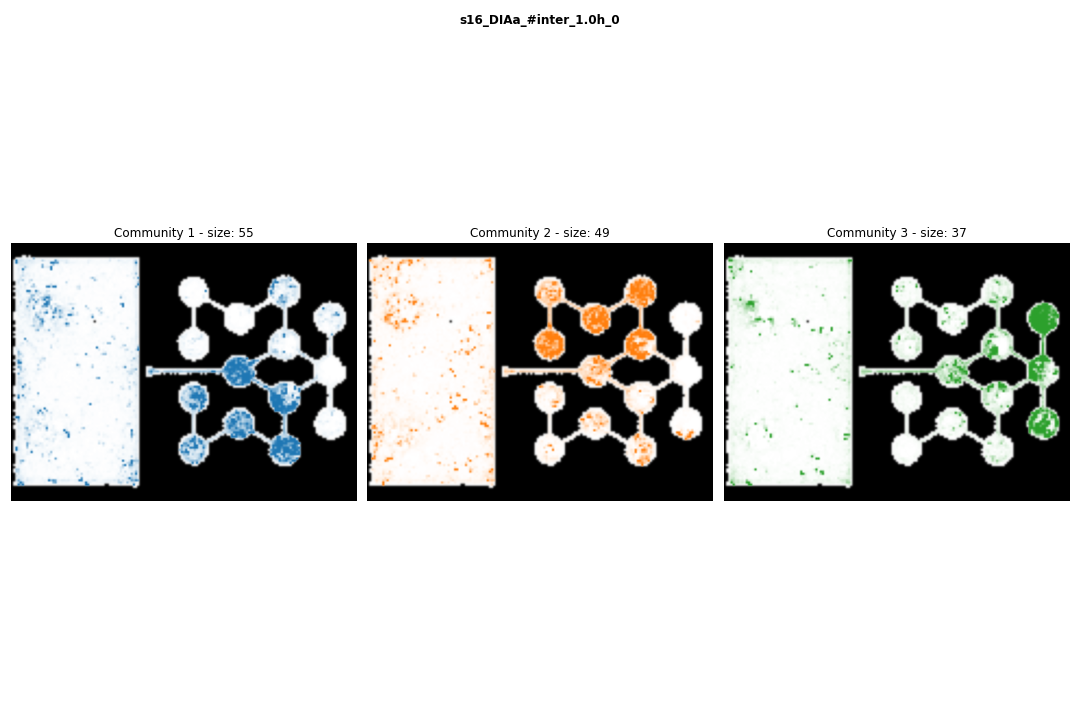 s16_DIAa_#inter_1.0h_0
Community 1 - size: 55
Community 2 - size: 49
Community 3 - size: 37